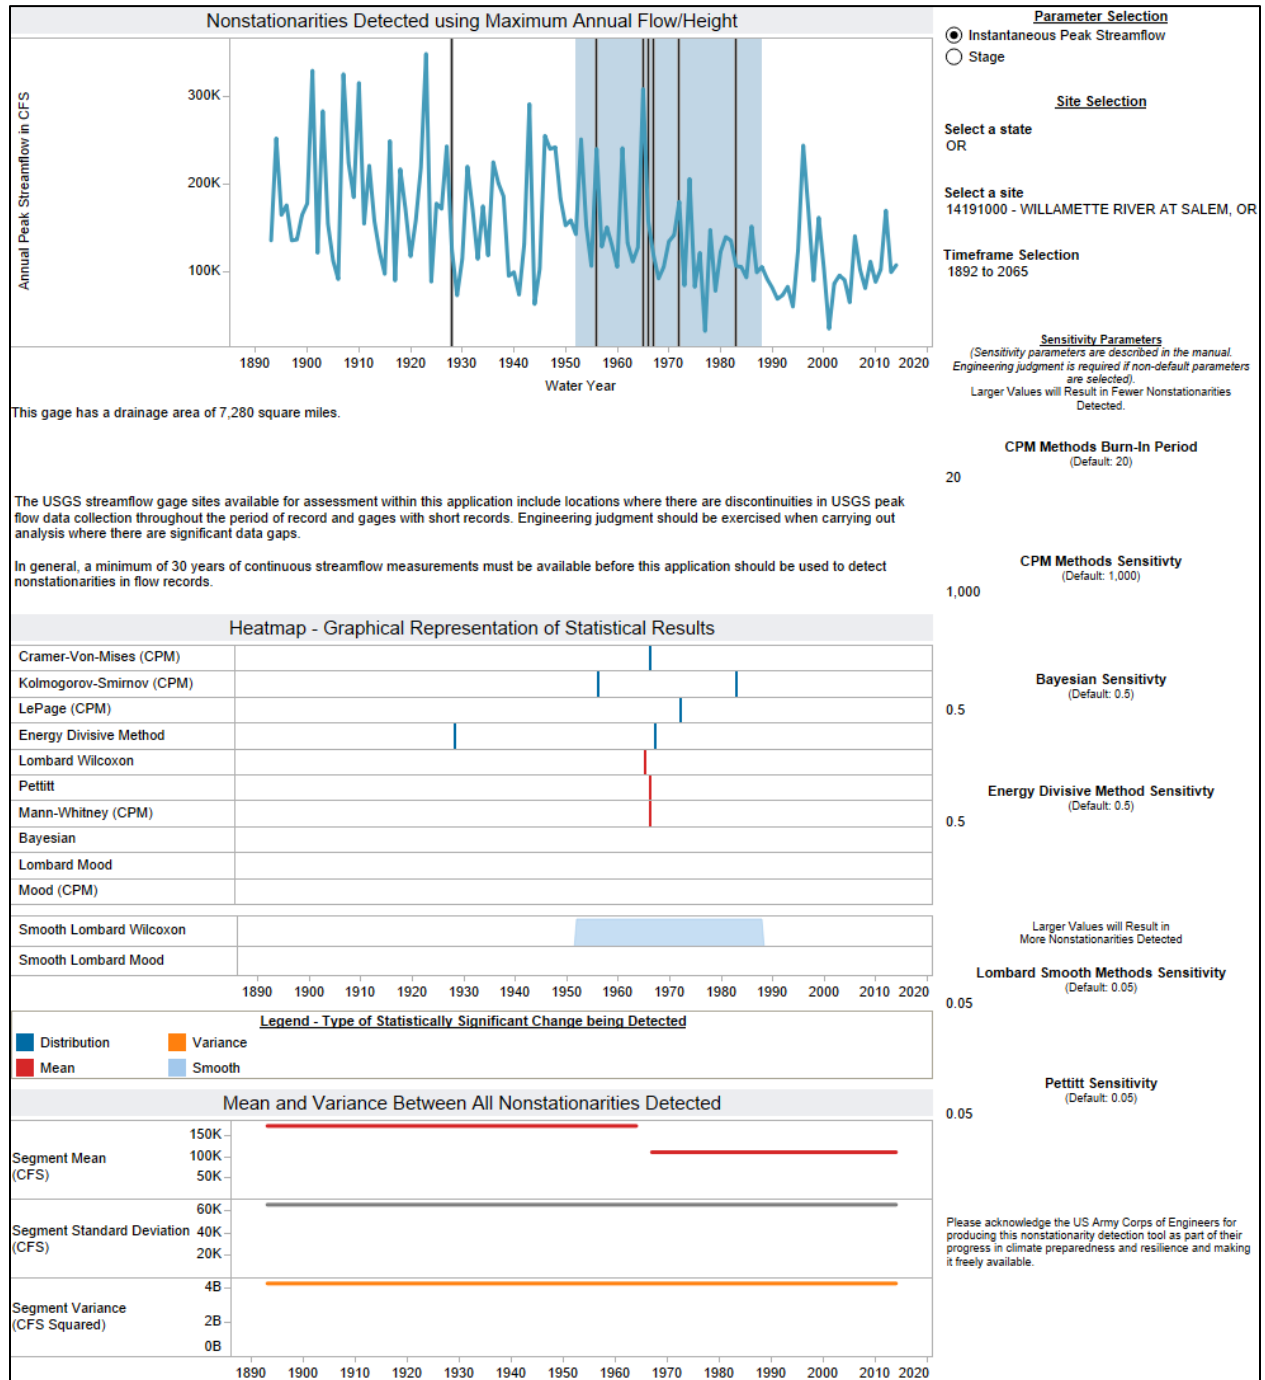 Nonstationarities Detected using Maximum Annual Flow/Height
Annual Peak Streamflow in CFS
300K
200K
100K
1890 1900 1910 1920 1930 1940 1950 1960 1970 1980 1990 2000 2010 2020
Water Year
This gage has a drainage area of 7,280 square miles.
The USGS streamflow gage sites available for assessment within this application include locations where there are discontinuities in USGS peak
flow data collection throughout the period of record and gages with short records. Engineering judgment should be exercised when carrying out
analysis where there are significant data gaps.
In general, a minimum of 30 years of continuous streamflow measurements must be available before this application should be used to detect
nonstationarities in flow records.
Heatmap - Graphical Representation of Statistical Results
Cramer-Von-Mises (CPM)
Kolmogorov-Smirnov (CPM)
LePage (CPM)
Energy Divisive Method
Lombard Wilcoxon
Pettitt
Mann-Whitney (CPM)
Bayesian
Lombard Mood
Mood (CPM)
Smooth Lombard Wilcoxon
Smooth Lombard Mood
1890 1900 1910 1920 1930 1940 1950 1960 1970 1980 1990 2000 2010 2020
Legend - Type of Statistically Significant Change being Detected
Distribution Variance
Mean Smooth
Mean and Variance Between All Nonstationarities Detected
Segment Mean
(CFS)
150K
100K
50K
Segment Standard Deviation
(CFS)
60K
40K
20K
Segment Variance
(CFS Squared)
4B
2B
0B
1890 1900 1910 1920 1930 1940 1950 1960 1970 1980 1990 2000 2010 2020
Parameter Selection
Instantaneous Peak Streamflow
Stage
Site Selection
Select a state
OR
Select a site
14191000 - WILLAMETTE RIVER AT SALEM, OR
Timeframe Selection
1892 to 2065
Sensitivity Parameters
(Sensitivity parameters are described in the manual.
Engineering judgment is required if non-default parameters
are selected).
Larger Values will Result in Fewer Nonstationarities
Detected.
CPM Methods Burn-In Period
(Default: 20)
20
CPM Methods Sensitivty
(Default: 1,000)
1,000
Bayesian Sensitivty
(Default: 0.5)
0.5
Energy Divisive Method Sensitivty
(Default: 0.5)
0.5
Larger Values will Result in
More Nonstationarities Detected
Lombard Smooth Methods Sensitivity
(Default: 0.05)
0.05
Pettitt Sensitivity
(Default: 0.05)
0.05
Please acknowledge the US Army Corps of Engineers for
producing this nonstationarity detection tool as part of their
progress in climate preparedness and resilience and making
it freely available.